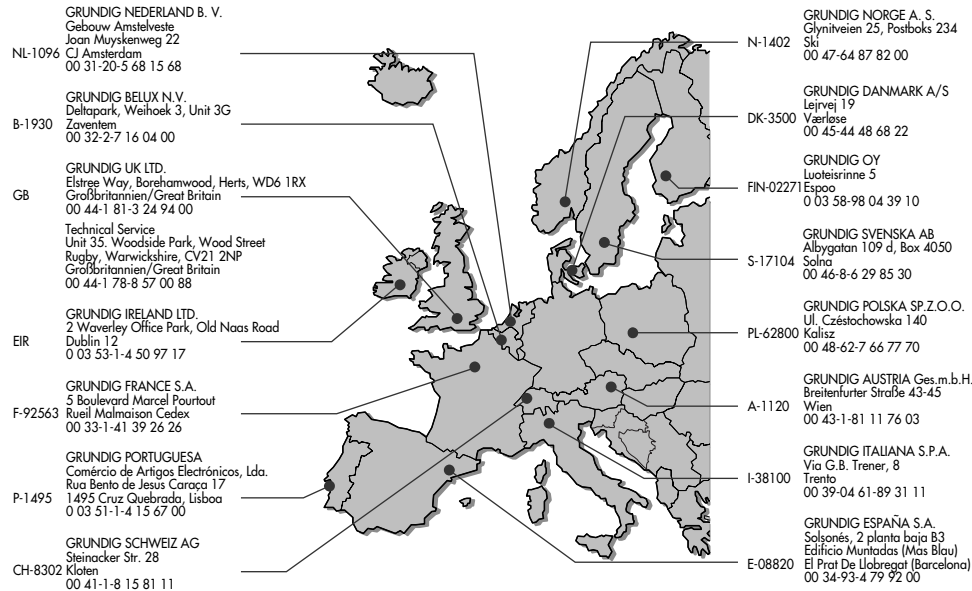 GRUNDIG NEDERLAND B. V.
Gebouw Amstelveste
Joan Muyskenweg 22
NL-1096 CJ Amsterdam
00 31-20-5 68 15 68
GRUNDIG BELUX N.V.
Deltapark, Weihoek 3, Unit 3G
B-1930 Zaventem
00 32-2-7 16 04 00
GRUNDIG UK LTD.
Elstree Way, Borehamwood, Herts, WD6 1RX
GB Großbritannien/Great Britain
00 44-1 81-3 24 94 00
Technical Service
Unit 35. Woodside Park, Wood Street
Rugby, Warwickshire, CV21 2NP
Großbritannien/Great Britain
00 44-1 78-8 57 00 88
GRUNDIG IRELAND LTD.
2 Waverley Office Park, Old Naas Road
EIR Dublin 12
0 03 53-1-4 50 97 17
GRUNDIG FRANCE S.A.
5 Boulevard Marcel Pourtout
F-92563 Rueil Malmaison Cedex
00 33-1-41 39 26 26
GRUNDIG PORTUGUESA
Comércio de Artigos Electrónicos, Lda.
Rua Bento de Jesus Caraça 17
P-1495 1495 Cruz Quebrada, Lisboa
0 03 51-1-4 15 67 00
GRUNDIG SCHWEIZ AG
Steinacker Str. 28
CH-8302 Kloten
00 41-1-8 15 81 11
GRUNDIG NORGE A. S.
Glynitveien 25, Postboks 234
N-1402 Ski
00 47-64 87 82 00
GRUNDIG DANMARK A/S
Lejrvej 19
DK-3500 Værløse
00 45-44 48 68 22
GRUNDIG OY
Luoteisrinne 5
FIN-02271 Espoo
0 03 58-98 04 39 10
GRUNDIG SVENSKA AB
Albygatan 109 d, Box 4050
S-17104 Solna
00 46-8-6 29 85 30
GRUNDIG POLSKA SP.Z.O.O.
Ul. Czéstochowska 140
PL-62800 Kalisz
00 48-62-7 66 77 70
GRUNDIG AUSTRIA Ges.m.b.H.
Breitenfurter Straße 43-45
A-1120 Wien
00 43-1-81 11 76 03
GRUNDIG ITALIANA S.P.A.
Via G.B. Trener, 8
I-38100 Trento
00 39-04 61-89 31 11
GRUNDIG ESPAÑA S.A.
Solsonés, 2 planta baja B3
Edificio Muntadas (Mas Blau)
E-08820 El Prat De Llobregat (Barcelona)
00 34-93-4 79 92 00